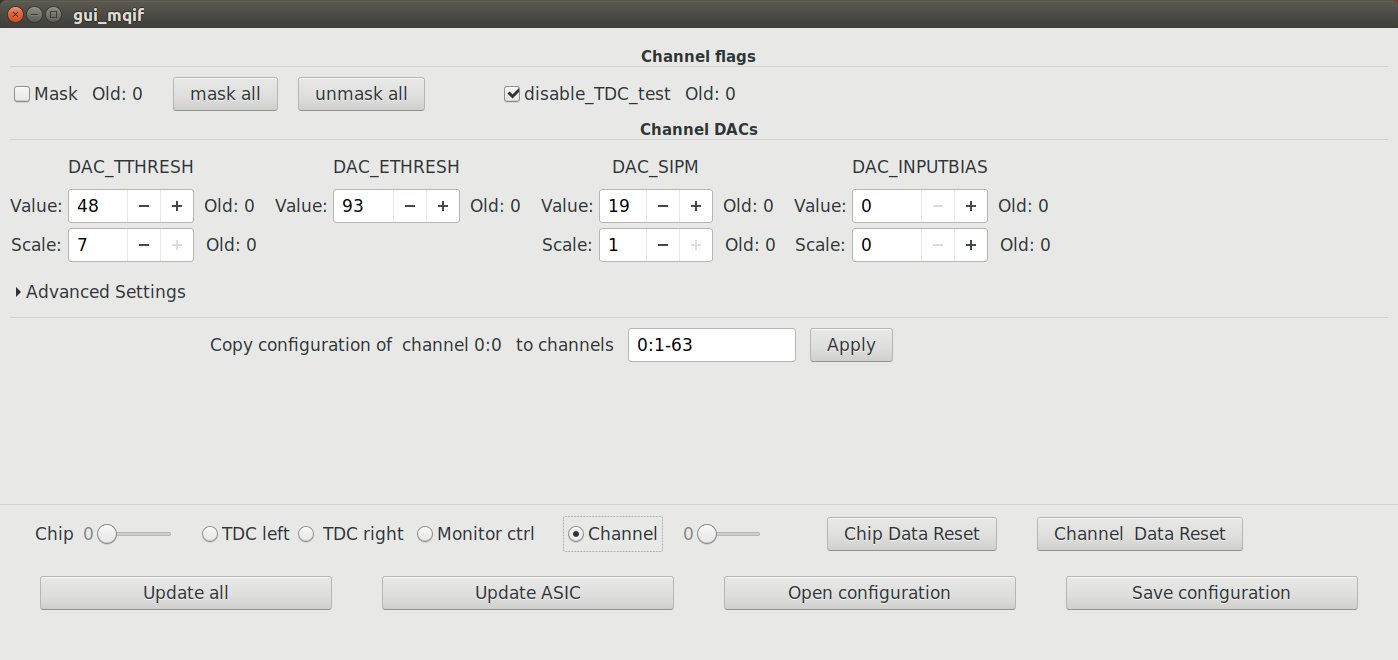 gui_mqif
Channel flags
Mask Old: 0 mask all unmask all disable_TDC_test Old: 0
Channel DACs
DAC_TTHRESH DAC_ETHRESH DAC_SIPM DAC_INPUTBIAS
Value: 48 − + Old: 0 Value: 93 − + Old: 0 Value: 19 − + Old: 0 Value: 0 − + Old: 0
Scale: 7 − + Old: 0 Scale: 1 − + Old: 0 Scale: 0 − + Old: 0
Advanced Settings
Copy configuration of channel 0:0 to channels 0:1-63 Apply
Chip 0 TDC left TDC right Monitor ctrl Channel 0 Chip Data Reset Channel Data Reset
Update all Update ASIC Open configuration Save configuration